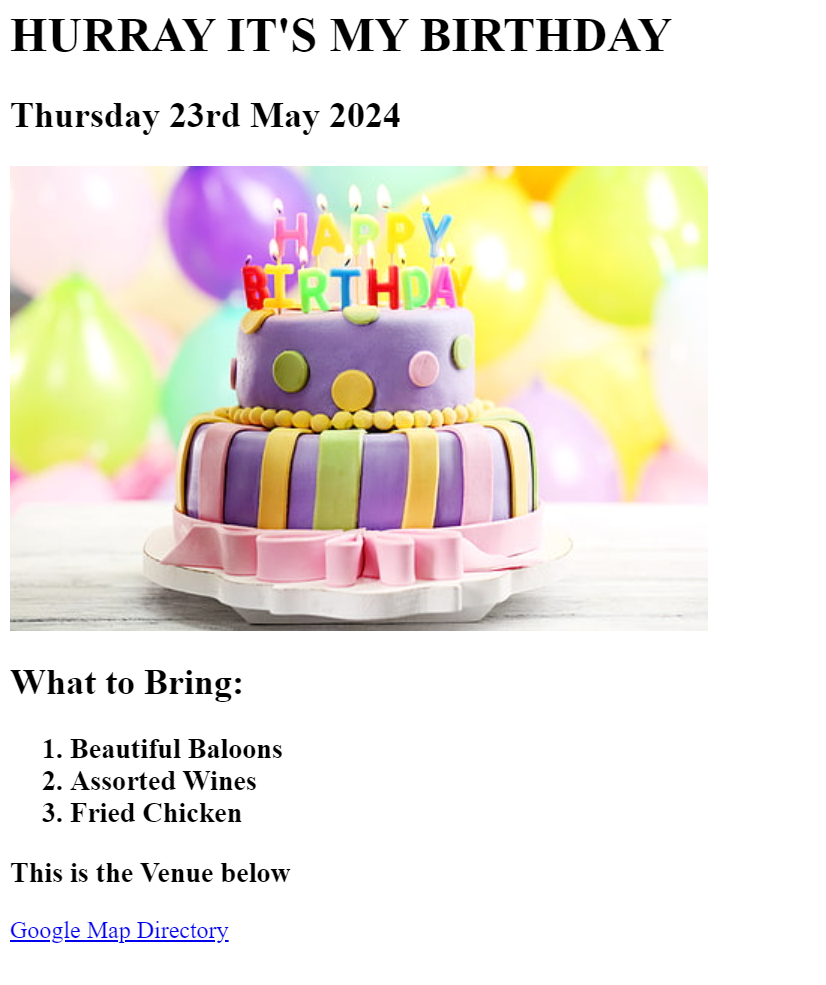 HURRAY IT'S MY BIRTHDAY
Thursday 23rd May 2024
HAPPY
BIRTHDAY
What to Bring:
1. Beautiful Baloons
2. Assorted Wines
3. Fried Chicken
This is the Venue below
Google Map Directory